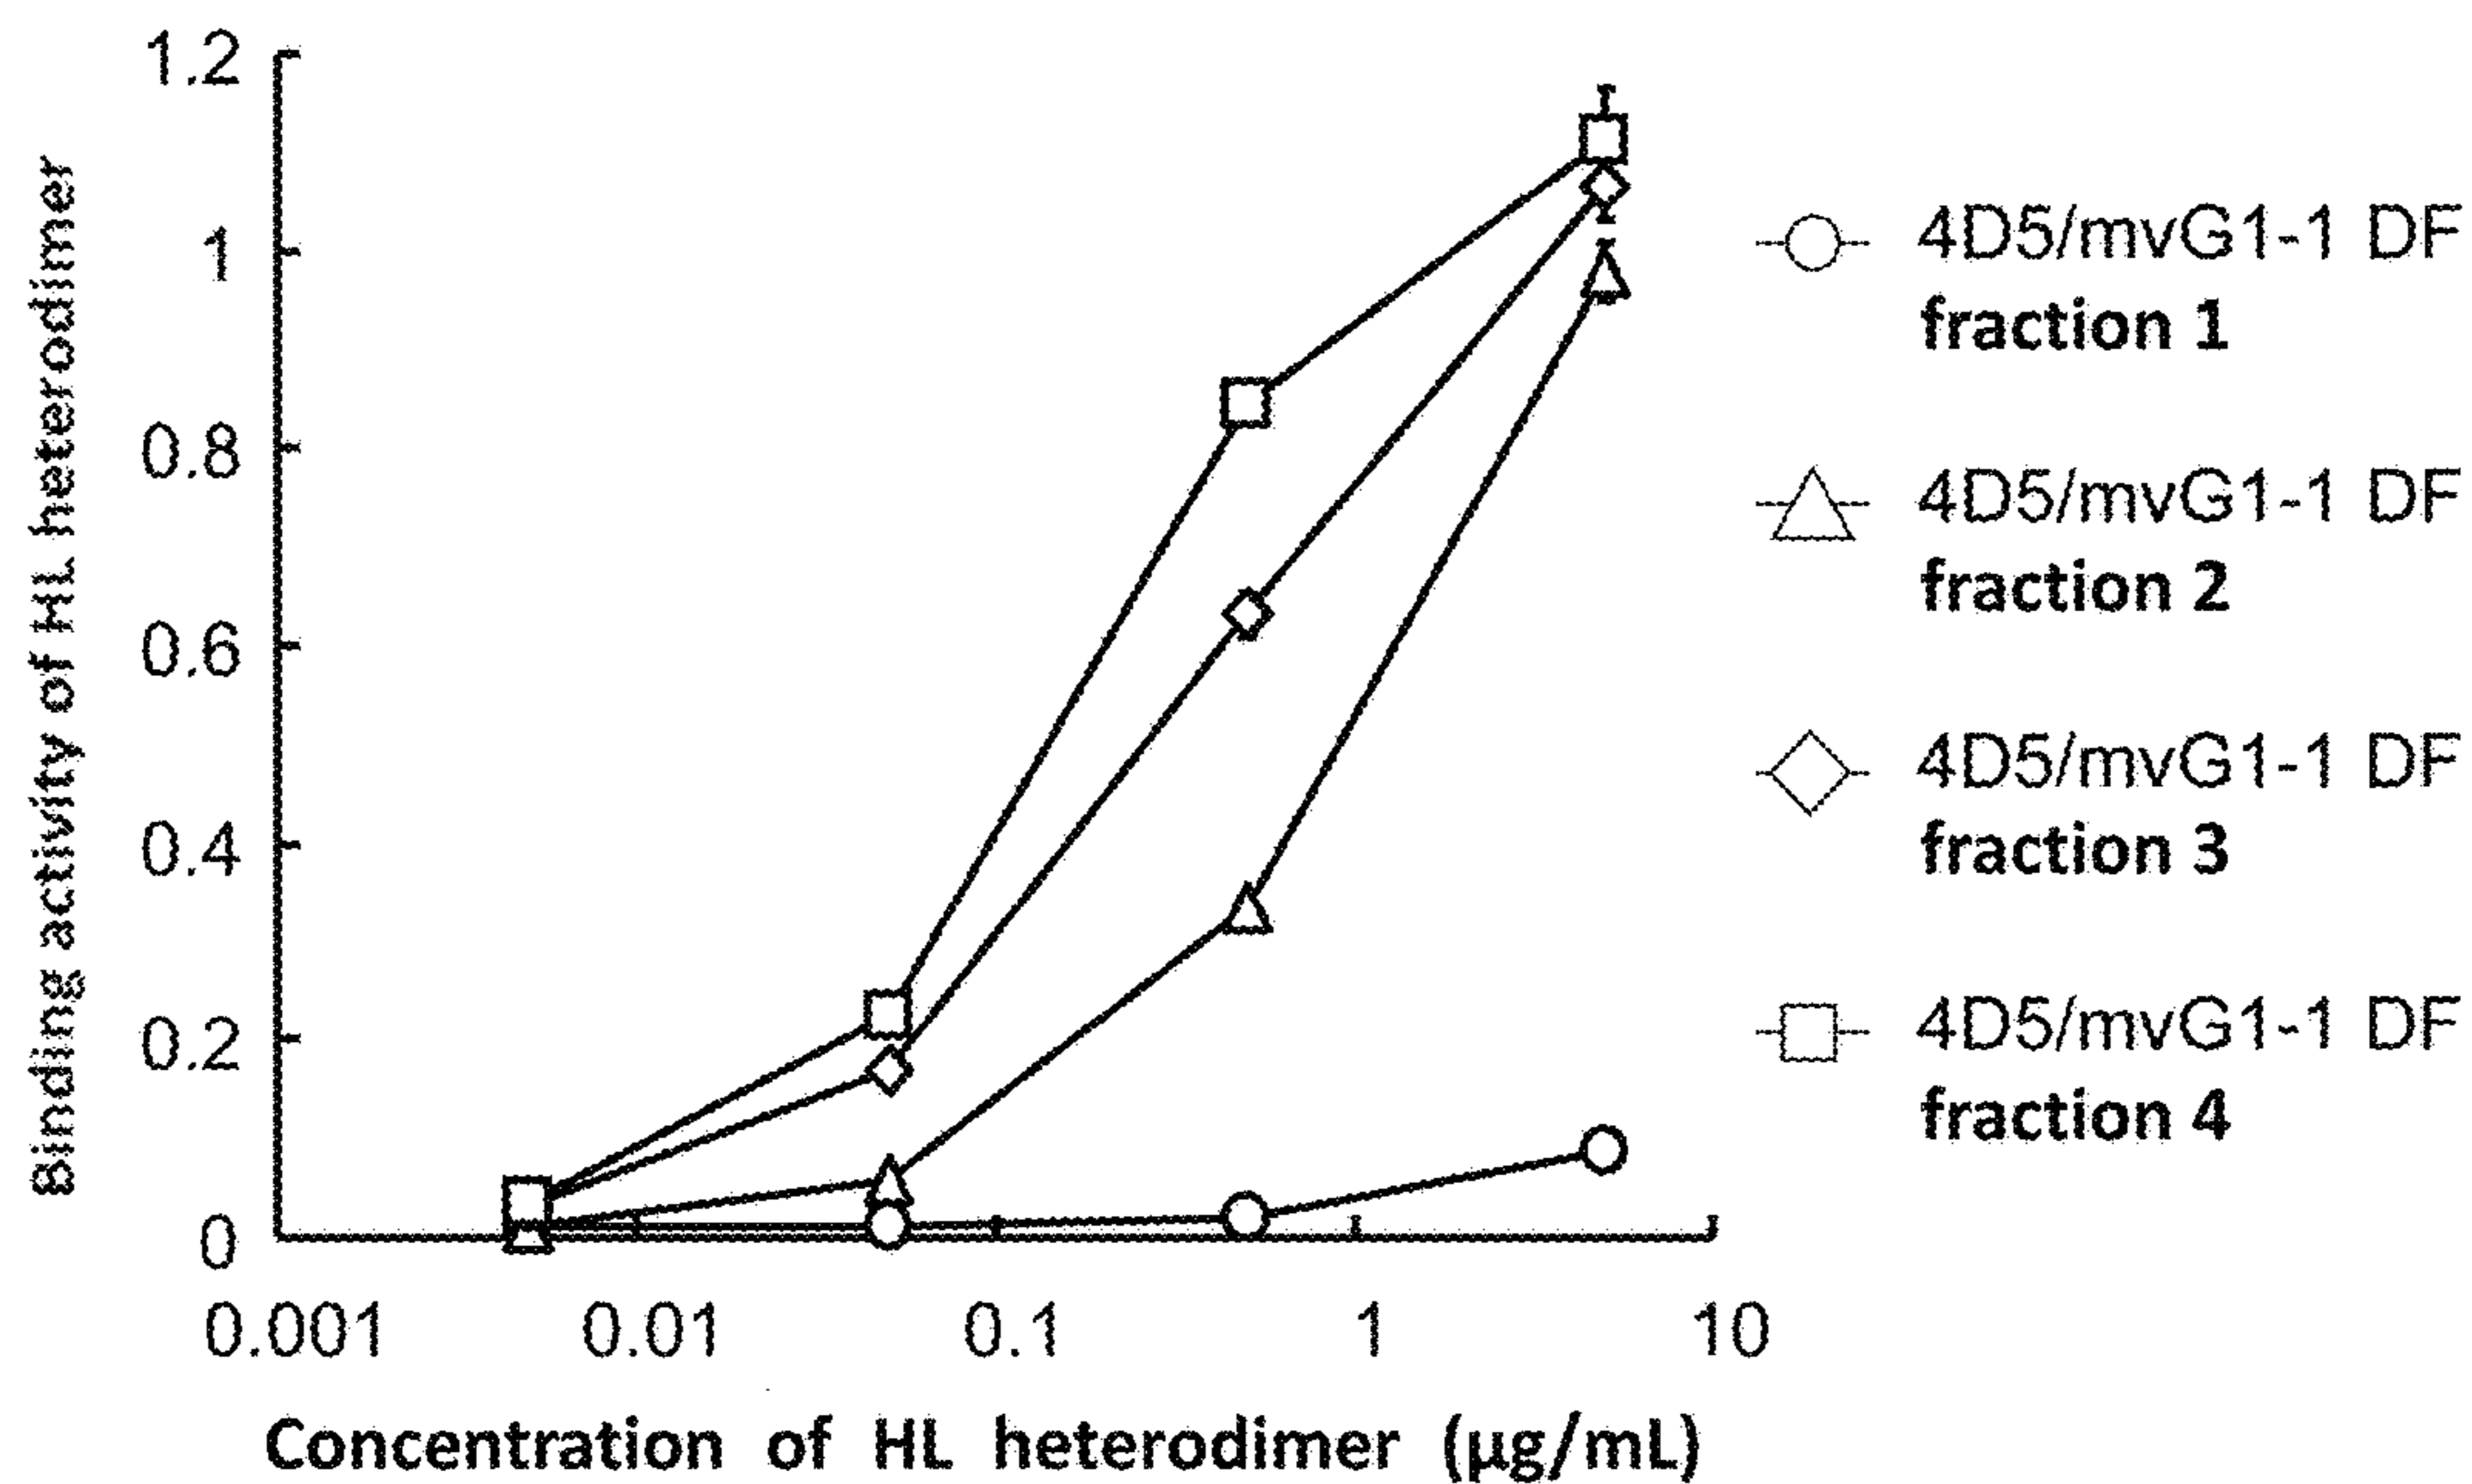 Binding activity of HL heterodimer
1.2
1
0.8
0.6
0.4
0.2
0
0.001
0.01
0.1
1
10
Concentration of HL heterodimer (µg/mL)
4D5/mvG1-1 DF
fraction 1
4D5/mvG1-1 DF
fraction 2
4D5/mvG1-1 DF
fraction 3
4D5/mvG1-1 DF
fraction 4